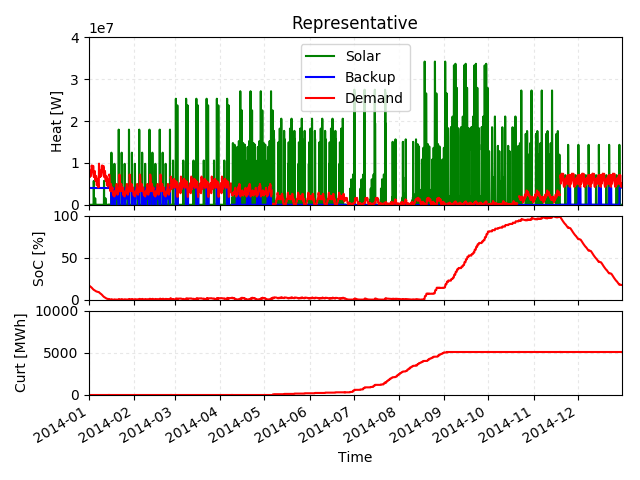 Representative
1e7
4
3
2
1
0
Heat [W]
Solar
Backup
Demand
100
50
0
SoC [%]
10000
5000
0
Curt [MWh]
2014-01
2014-02
2014-03
2014-04
2014-05
2014-06
2014-07
2014-08
2014-09
2014-10
2014-11
2014-12
Time